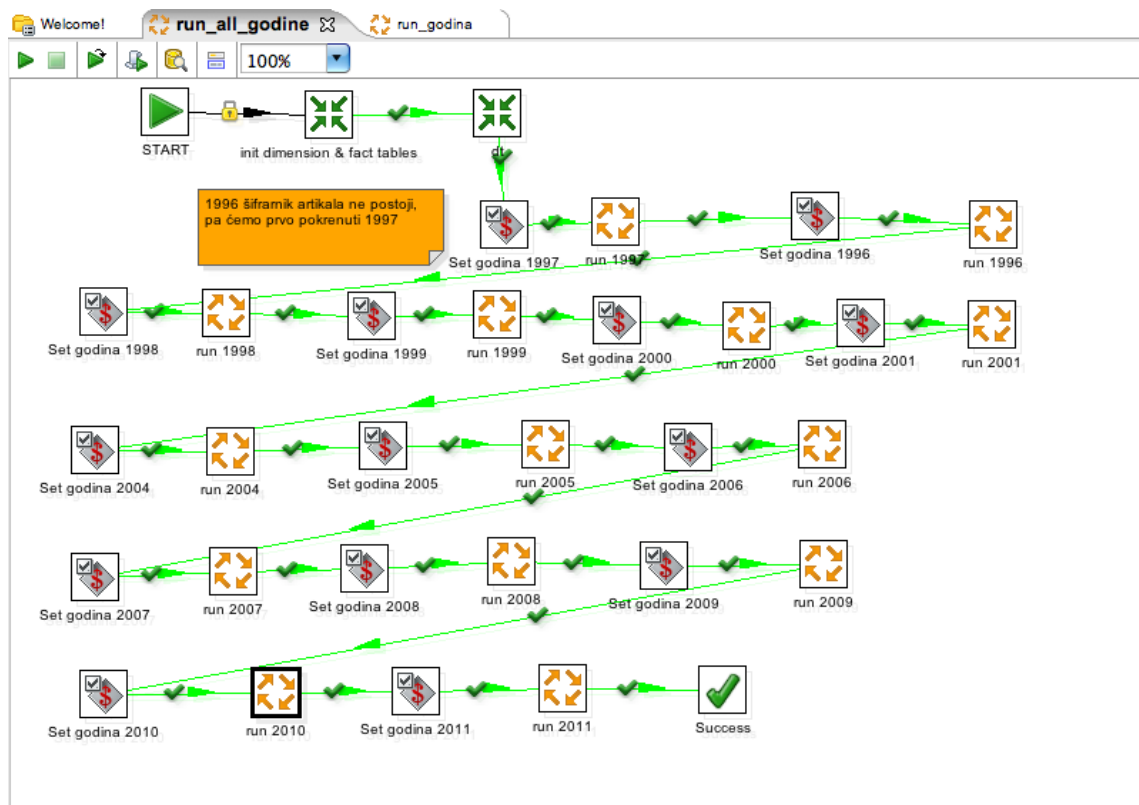 Welcome!
run_all_godine
run_godina
100%
START
init dimension & fact tables
dt
1996 šifrarnik artikala ne postoji,
pa ćemo prvo pokrenuti 1997
Set godina 1997
run 1997
Set godina 1996
run 1996
Set godina 1998
run 1998
Set godina 1999
run 1999
Set godina 2000
run 2000
Set godina 2001
run 2001
Set godina 2004
run 2004
Set godina 2005
run 2005
Set godina 2006
run 2006
Set godina 2007
run 2007
Set godina 2008
run 2008
Set godina 2009
run 2009
Set godina 2010
run 2010
Set godina 2011
run 2011
Success